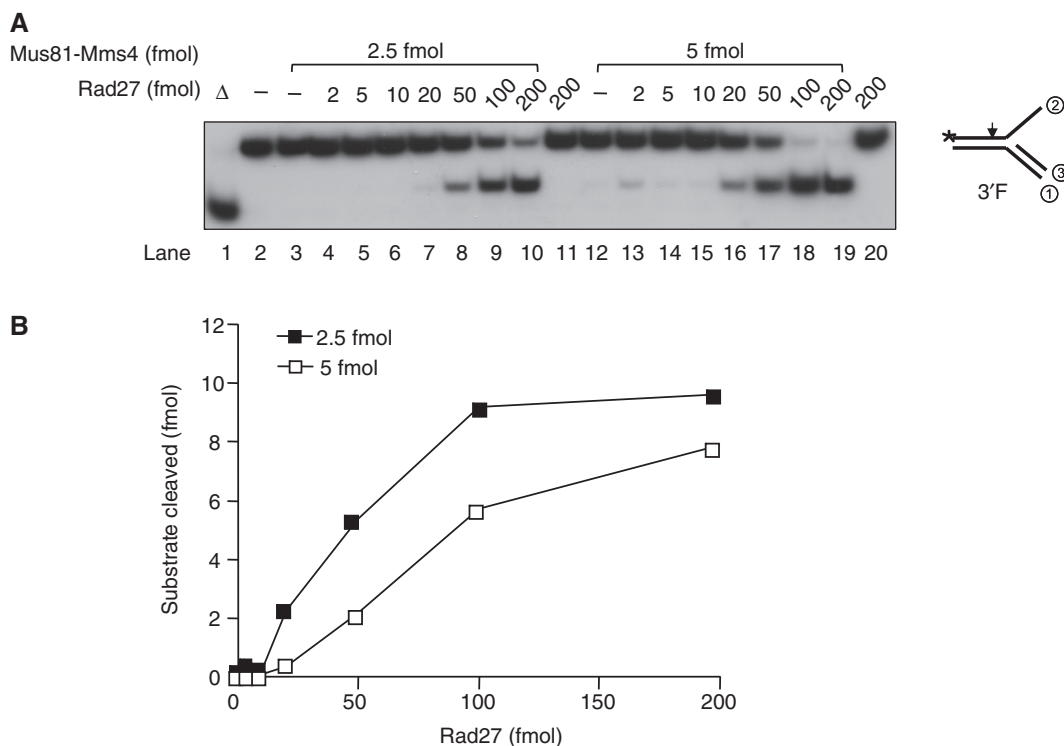 A
Mus81-Mms4 (fmol) 2.5 fmol 5 fmol
Rad27 (fmol) Δ – – 2 5 10 20 50 100 200 200 – 2 5 10 20 50 100 200 200
* 2 3 1
3′F
Lane 1 2 3 4 5 6 7 8 9 10 11 12 13 14 15 16 17 18 19 20
B
12
10
8
6
4
2
0
Substrate cleaved (fmol)
2.5 fmol
5 fmol
0 50 100 150 200
Rad27 (fmol)